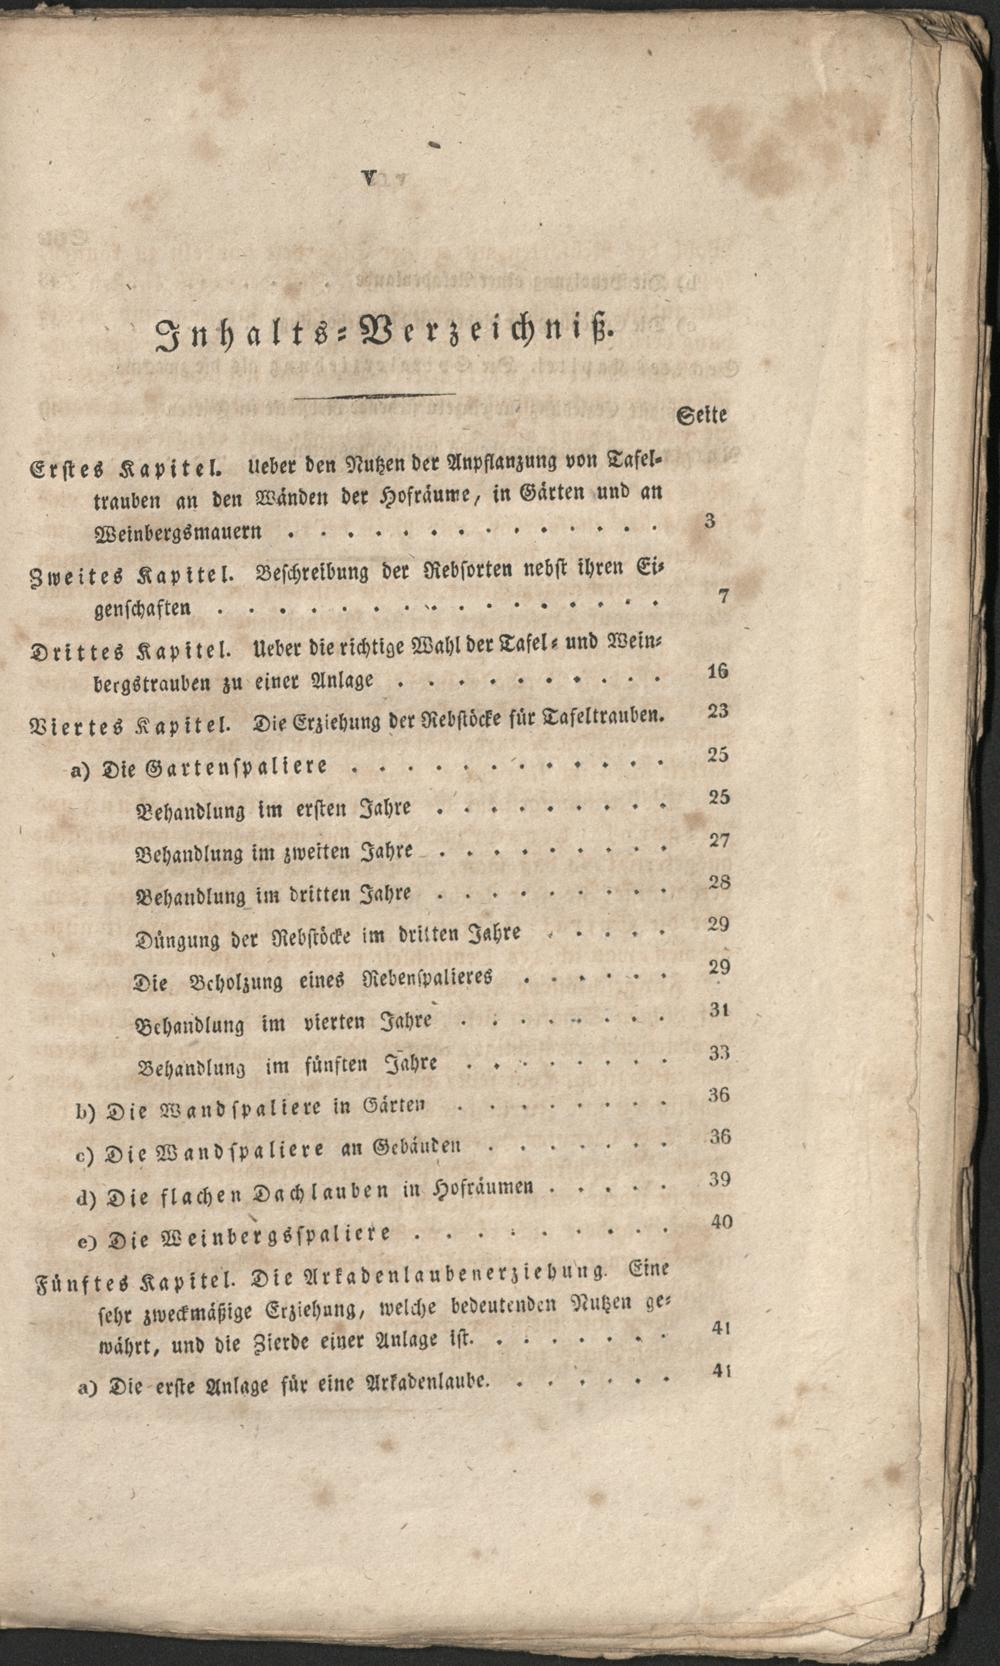 V
Inhalts-Verzeichniß.
Seite
Erstes Kapitel. Ueber den Nutzen der Anpflanzung von Tafel-
trauben an den Wänden der Hofräume, in Gärten und an
Weinbergsmauern . . . . . . . . . . . . . 3
Zweites Kapitel. Beschreibung der Rebsorten nebst ihren Ei-
genschaften . . . . . . . . . . . . . . . 7
Drittes Kapitel. Ueber die richtige Wahl der Tafel- und Wein-
bergstrauben zu einer Anlage . . . . . . . . . . 16
Viertes Kapitel. Die Erziehung der Rebstöcke für Tafeltrauben. 23
a) Die Gartenspaliere . . . . . . . . . . . . 25
Behandlung im ersten Jahre . . . . . . . . . 25
Behandlung im zweiten Jahre . . . . . . . . . 27
Behandlung im dritten Jahre . . . . . . . . . 28
Düngung der Rebstöcke im dritten Jahre . . . . . 29
Die Beholzung eines Rebenspalieres . . . . . . 29
Behandlung im vierten Jahre . . . . . . . . 31
Behandlung im fünften Jahre . . . . . . . . 33
b) Die Wandspaliere in Gärten . . . . . . . . 36
c) Die Wandspaliere an Gebäuden . . . . . . . 36
d) Die flachen Dachlauben in Hofräumen . . . . . 39
e) Die Weinbergsspaliere . . . . . . . . . 40
Fünftes Kapitel. Die Arkadenlaubenerziehung. Eine
sehr zweckmäßige Erziehung, welche bedeutenden Nutzen ge-
währt, und die Zierde einer Anlage ist. . . . . . . . 41
a) Die erste Anlage für eine Arkadenlaube. . . . . . . 41